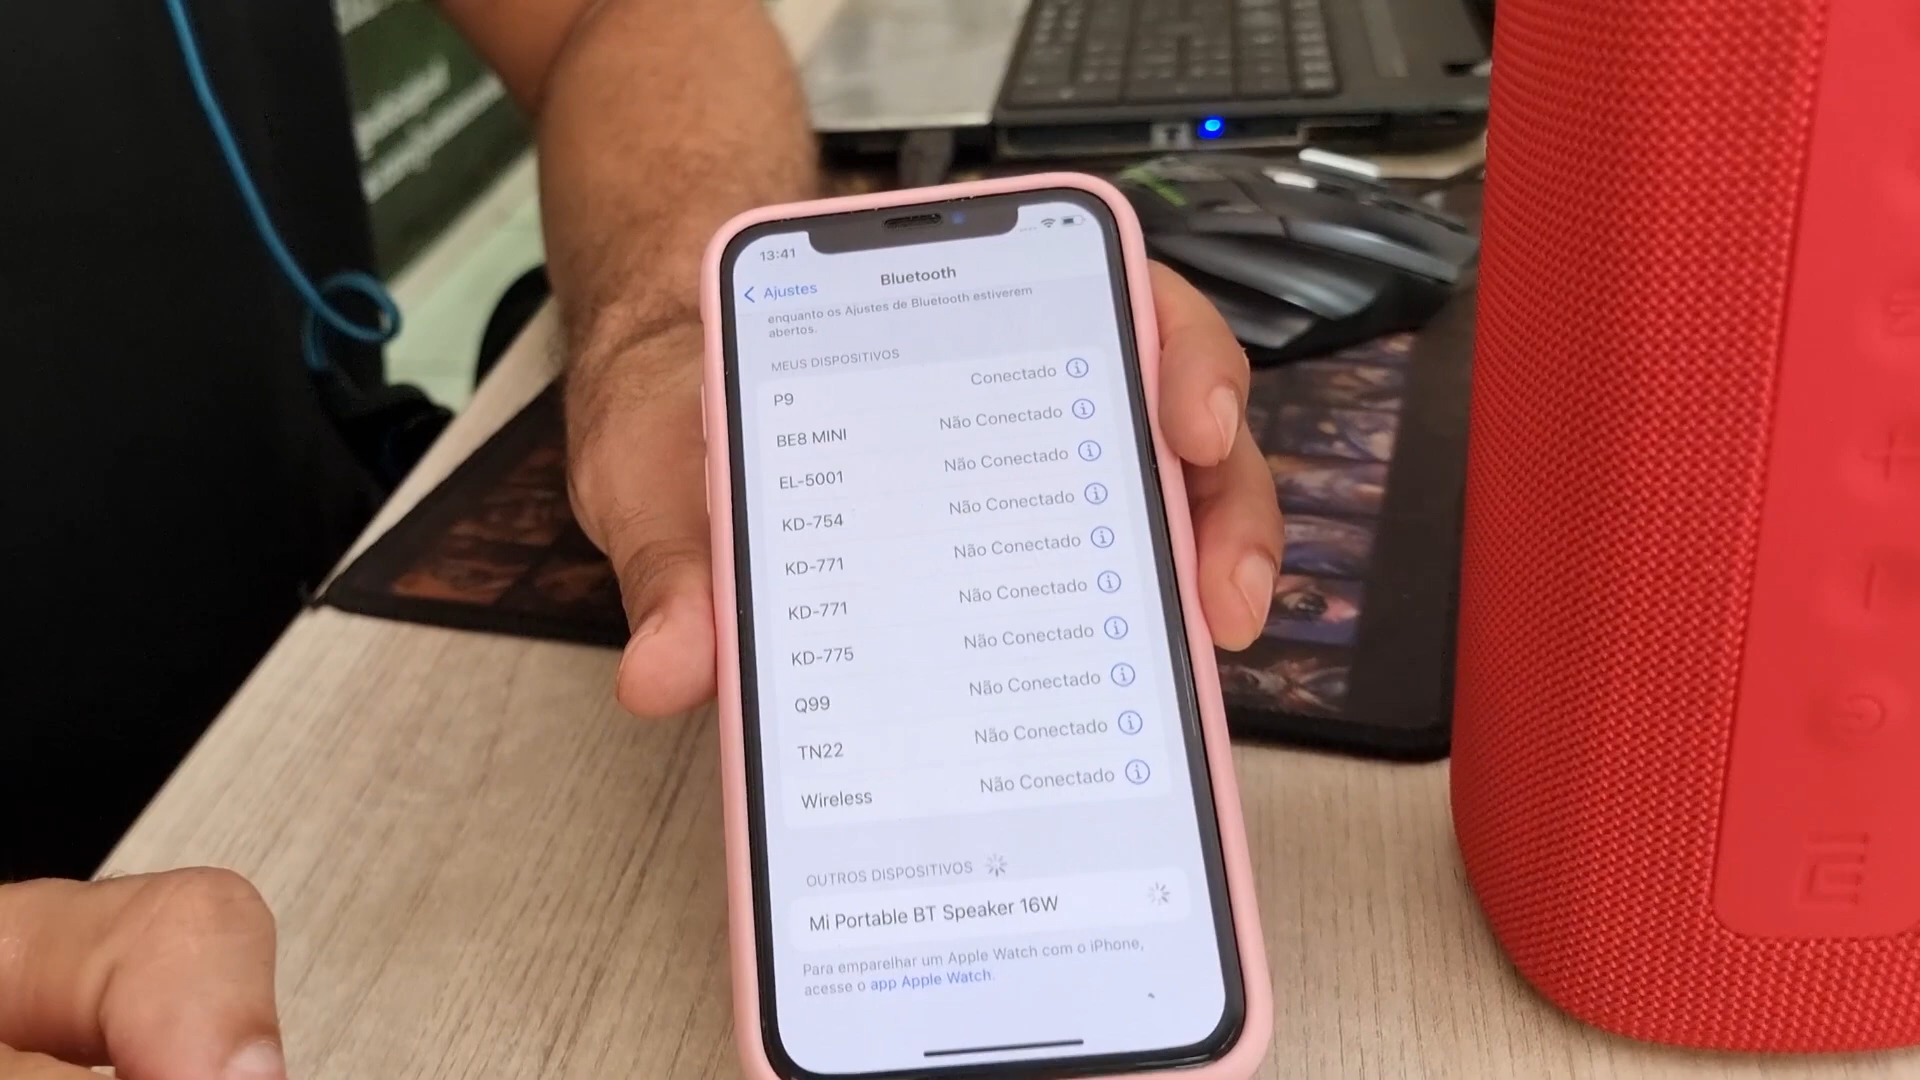 13:41
Ajustes
Bluetooth
enquanto os Ajustes de Bluetooth estiverem
abertos.
MEUS DISPOSITIVOS
P9 Conectado
BE8 MINI Não Conectado
EL-5001 Não Conectado
KD-754 Não Conectado
KD-771 Não Conectado
KD-771 Não Conectado
KD-775 Não Conectado
Q99 Não Conectado
TN22 Não Conectado
Wireless Não Conectado
OUTROS DISPOSITIVOS
Mi Portable BT Speaker 16W
Para emparelhar um Apple Watch com o iPhone,
acesse o app Apple Watch.